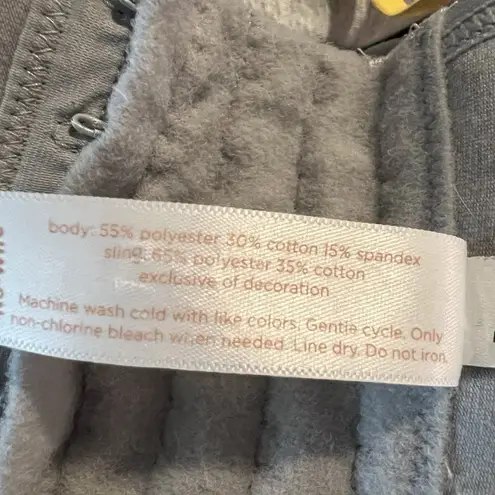 body: 55% polyester 30% cotton 15% spandex
sling: 65% polyester 35% cotton
exclusive of decoration
Machine wash cold with like colors. Gentle cycle. Only
non-chlorine bleach when needed. Line dry. Do not iron.